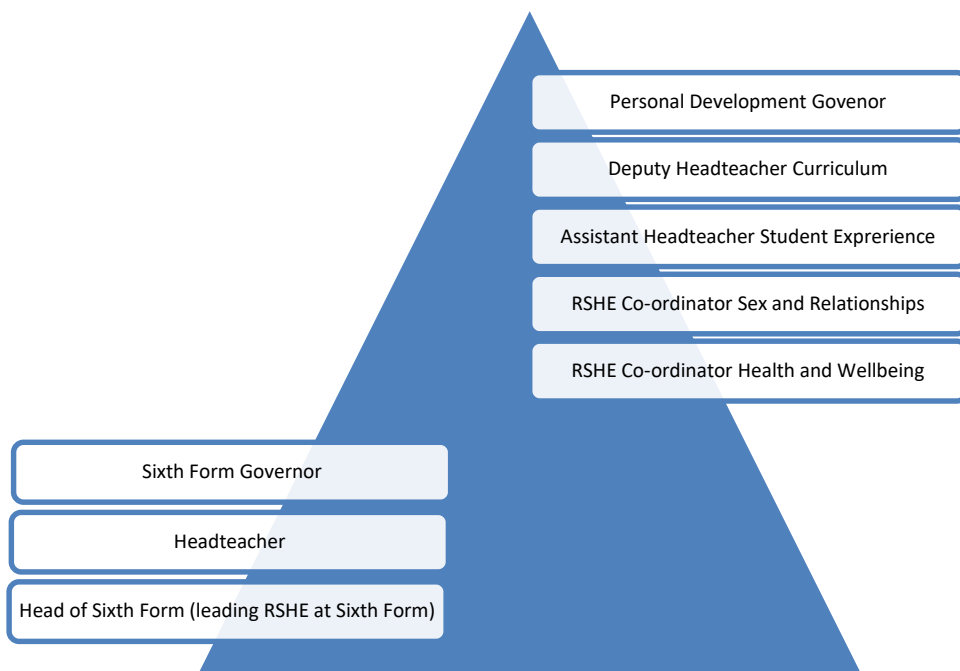 Personal Development Govenor
Deputy Headteacher Curriculum
Assistant Headteacher Student Exprerience
RSHE Co-ordinator Sex and Relationships
RSHE Co-ordinator Health and Wellbeing
Sixth Form Governor
Headteacher
Head of Sixth Form (leading RSHE at Sixth Form)